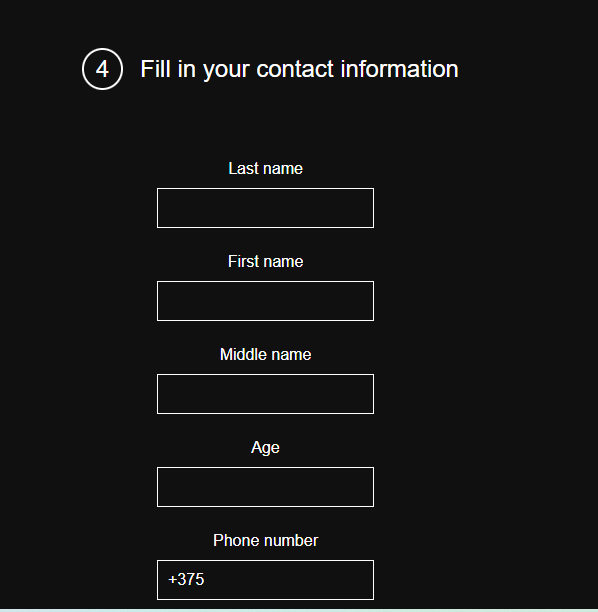 4 Fill in your contact information
Last name
First name
Middle name
Age
Phone number
+375